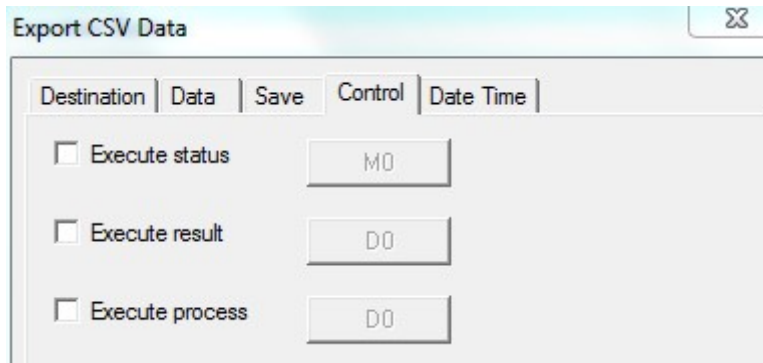 Export CSV Data
Destination Data Save Control Date Time
Execute status M0
Execute result D0
Execute process D0